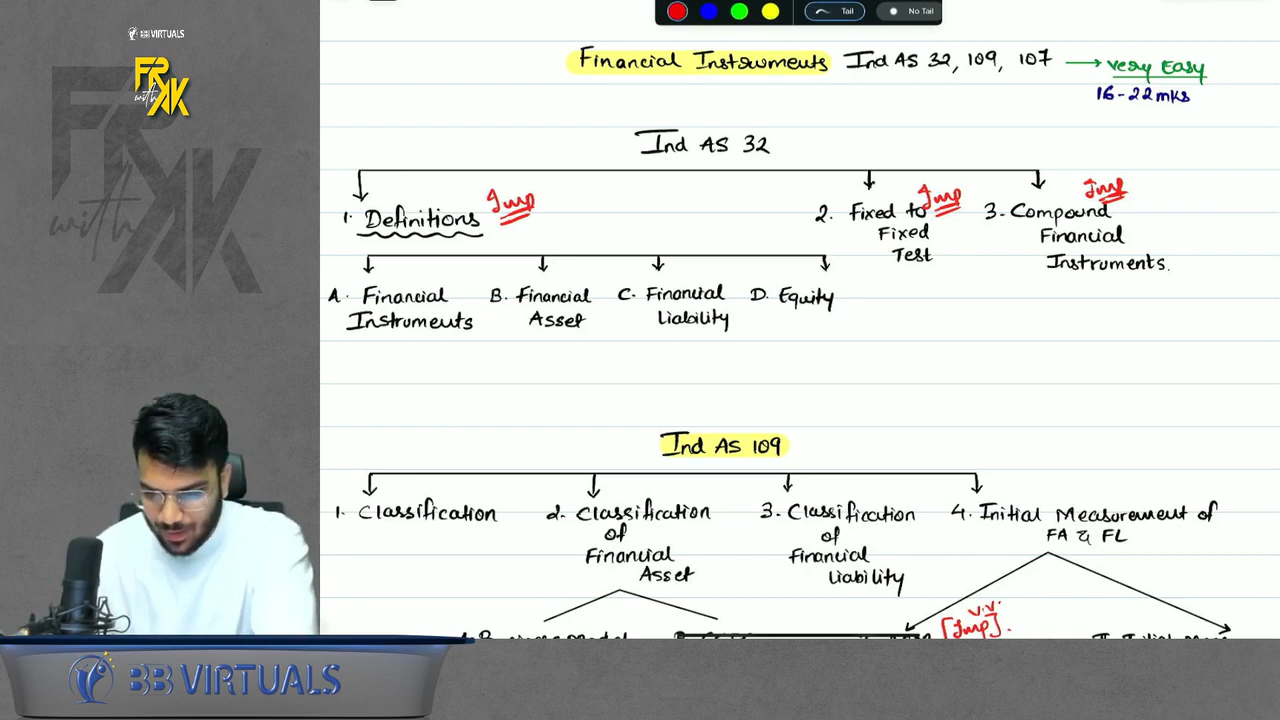 BB VIRTUALS
FR
with
AK
FR
with
AK
Tail
No Tail
Financial Instruments Ind AS 32, 109, 107 → very Easy
16-22 mks
Ind AS 32
1. Definitions Imp
2. Fixed to Fixed Test Imp
3. Compound Financial Instruments. Imp
A. Financial Instruments
B. Financial Asset
C. Financial Liability
D. Equity
Ind AS 109
1. Classification
2. Classification of Financial Asset
3. Classification of Financial Liability
4. Initial Measurement of FA & FL
V.V.
[Imp].
BB VIRTUALS